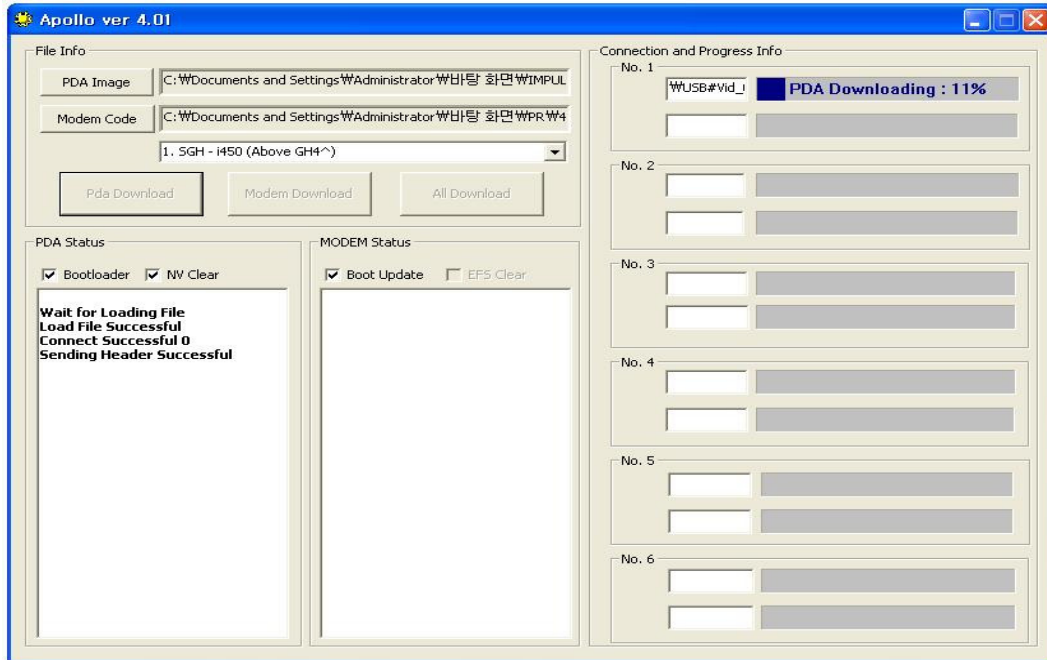 Apollo ver 4.01
File Info
PDA Image
C:₩Documents and Settings₩Administrator₩바탕 화면₩IMPUL
Modem Code
C:₩Documents and Settings₩Administrator₩바탕 화면₩PR₩4
1. SGH - i450 (Above GH4^)
Pda Download
Modem Download
All Download
PDA Status
Bootloader
NV Clear
Wait for Loading File
Load File Successful
Connect Successful 0
Sending Header Successful
MODEM Status
Boot Update
EFS Clear
Connection and Progress Info
No. 1
₩USB#Vid_
PDA Downloading : 11%
No. 2
No. 3
No. 4
No. 5
No. 6